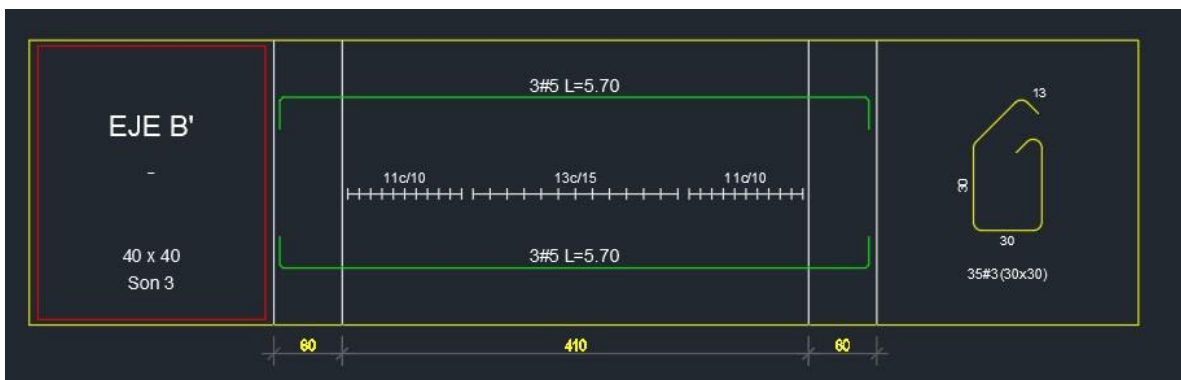 EJE B'
-
40 x 40
Son 3
3#5 L=5.70
11c/10
13c/15
11c/10
3#5 L=5.70
13
30
30
35#3(30x30)
60
410
60